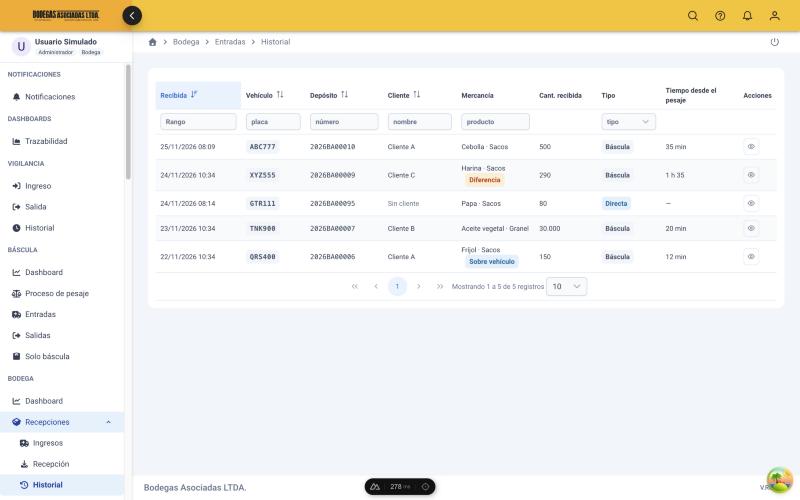 BODEGAS ASOCIADAS LTDA.
U
Usuario Simulado
Administrador Bodega
NOTIFICACIONES
Notificaciones
DASHBOARDS
Trazabilidad
VIGILANCIA
Ingreso
Salida
Historial
BÁSCULA
Dashboard
Proceso de pesaje
Entradas
Salidas
Solo báscula
BODEGA
Dashboard
Recepciones
Ingresos
Recepción
Historial
Bodega > Entradas > Historial
Recibida Vehículo Depósito Cliente Mercancía Cant. recibida Tipo Tiempo desde el pesaje Acciones
Rango placa número nombre producto tipo
25/11/2026 08:09 ABC777 2026BA00010 Cliente A Cebolla · Sacos 500 Báscula 35 min
24/11/2026 10:34 XYZ555 2026BA00009 Cliente C Harina · Sacos Diferencia 290 Báscula 1 h 35
24/11/2026 08:14 GTR111 2026BA00095 Sin cliente Papa · Sacos 80 Directa —
23/11/2026 10:34 TNK900 2026BA00007 Cliente B Aceite vegetal · Granel 30.000 Báscula 20 min
22/11/2026 10:34 QRS400 2026BA00006 Cliente A Frijol · Sacos Sobre vehículo 150 Báscula 12 min
1 Mostrando 1 a 5 de 5 registros 10
Bodegas Asociadas LTDA.
278 ms